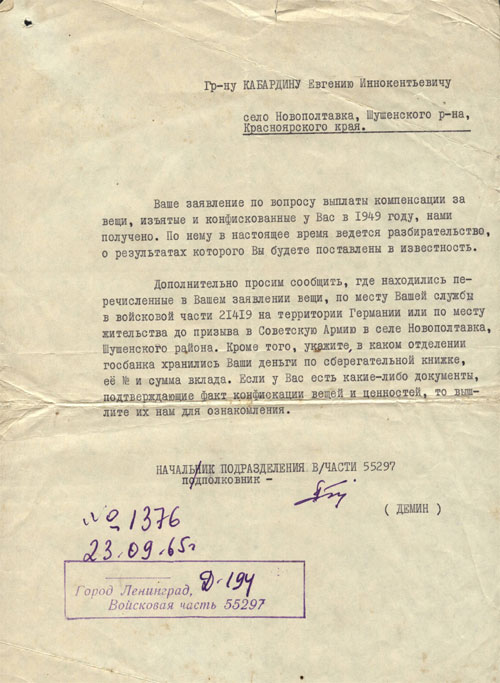 Гр-ну КАБАРДИНУ Евгению Иннокентьевичу
село Новополтавка, Шушенского р-на,
Красноярского края.
Ваше заявление по вопросу выплаты компенсации за
вещи, изъятые и конфискованные у Вас в 1949 году, нами
получено. По нему в настоящее время ведется разбирательство,
о результатах которого Вы будете поставлены в известность.
Дополнительно просим сообщить, где находились пе-
речисленные в Вашем заявлении вещи, по месту Вашей службы
в войсковой части 21419 на территории Германии или по месту
жительства до призыва в Советскую Армию в селе Новополтавка,
Шушенского района. Кроме того, укажите в каком отделении
госбанка хранились Ваши деньги по сберегательной книжке,
её № и сумма вклада. Если у Вас есть какие-либо документы,
подтверждающие факт конфискации вещей и ценностей, то выш-
лите их нам для ознакомления.
НАЧАЛЬНИК ПОДРАЗДЕЛЕНИЯ В/ЧАСТИ 55297
подполковник -
( ДЕМИН )
№ 1376
23.09.65г
Город Ленинград, Д-194
Войсковая часть 55297